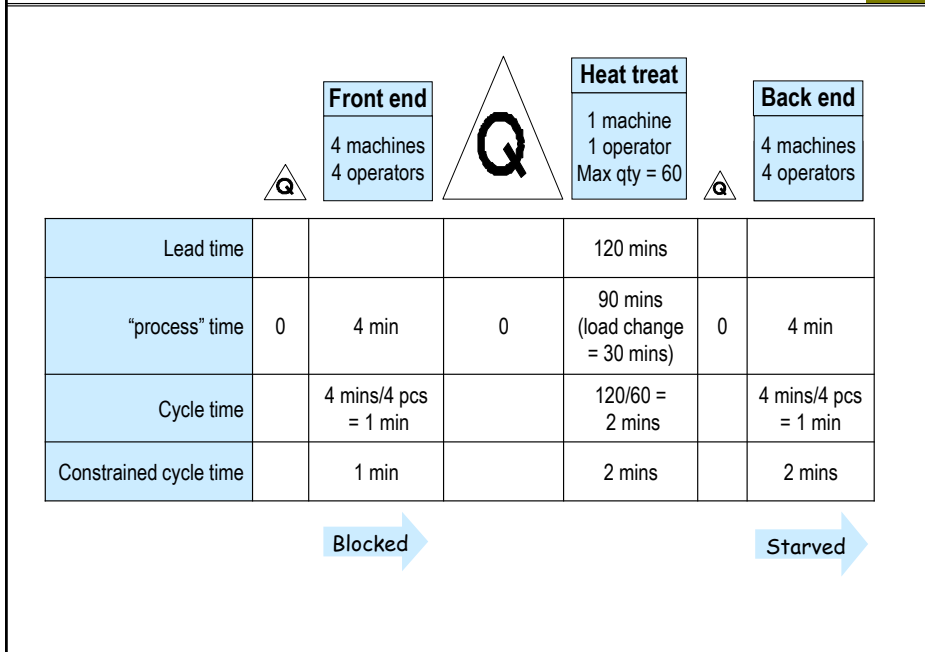 Front end
4 machines
4 operators
Heat treat
1 machine
1 operator
Max qty = 60
Back end
4 machines
4 operators
Q
Q
Q
Lead time
120 mins
“process” time
0
4 min
0
90 mins
(load change
= 30 mins)
0
4 min
Cycle time
4 mins/4 pcs
= 1 min
120/60 =
2 mins
4 mins/4 pcs
= 1 min
Constrained cycle time
1 min
2 mins
2 mins
Blocked
Starved